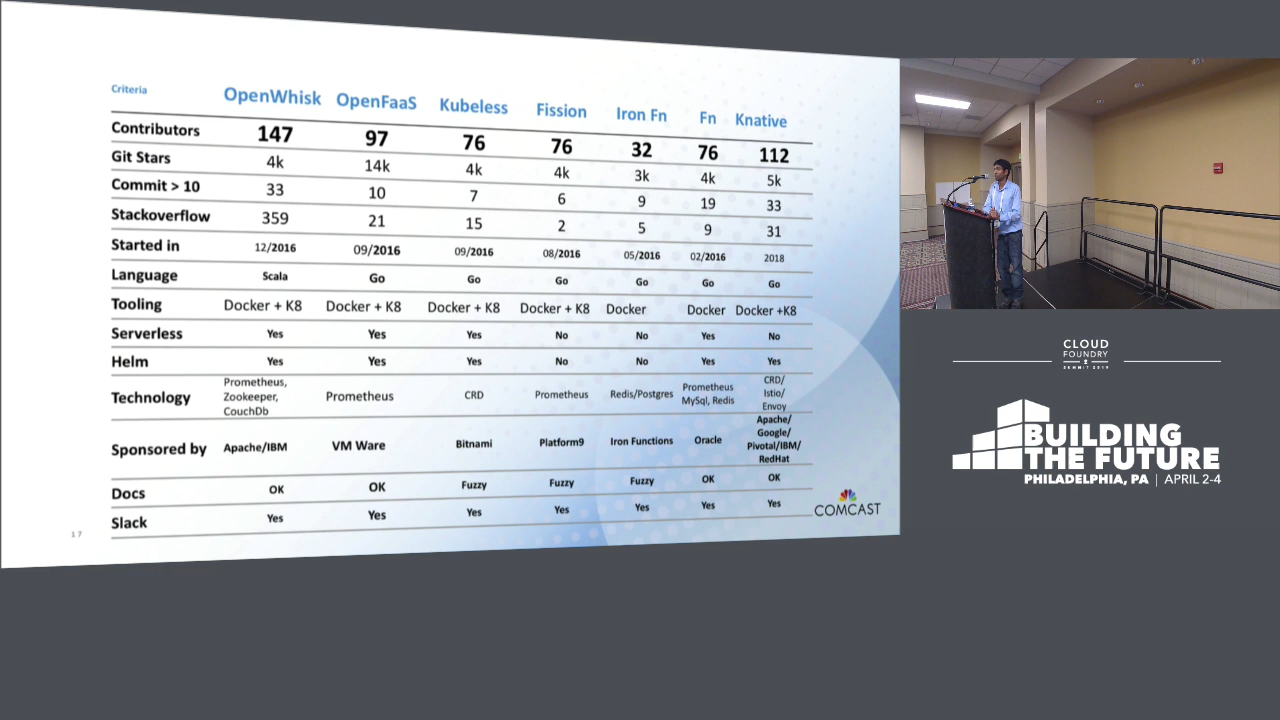 Criteria OpenWhisk OpenFaaS Kubeless Fission Iron Fn Fn Knative
Contributors 147 97 76 76 32 76 112
Git Stars 4k 14k 4k 4k 3k 4k 5k
Commit > 10 33 10 7 6 9 19 33
Stackoverflow 359 21 15 2 5 9 31
Started in 12/2016 09/2016 09/2016 08/2016 05/2016 02/2016 2018
Language Scala Go Go Go Go Go Go
Tooling Docker + K8 Docker + K8 Docker + K8 Docker + K8 Docker Docker Docker +K8
Serverless Yes Yes Yes No No Yes No
Helm Yes Yes Yes No No Yes Yes
Technology Prometheus, Zookeeper, CouchDb Prometheus CRD Prometheus Redis/Postgres Prometheus MySql, Redis CRD/ Istio/ Envoy
Sponsored by Apache/IBM VM Ware Bitnami Platform9 Iron Functions Oracle Apache/ Google/ Pivotal/IBM/ RedHat
Docs OK OK Fuzzy Fuzzy Fuzzy OK OK
Slack Yes Yes Yes Yes Yes Yes Yes
COMCAST
17
CLOUD
FOUNDRY
SUMMIT 2019
BUILDING
THE FUTURE
PHILADELPHIA, PA | APRIL 2-4